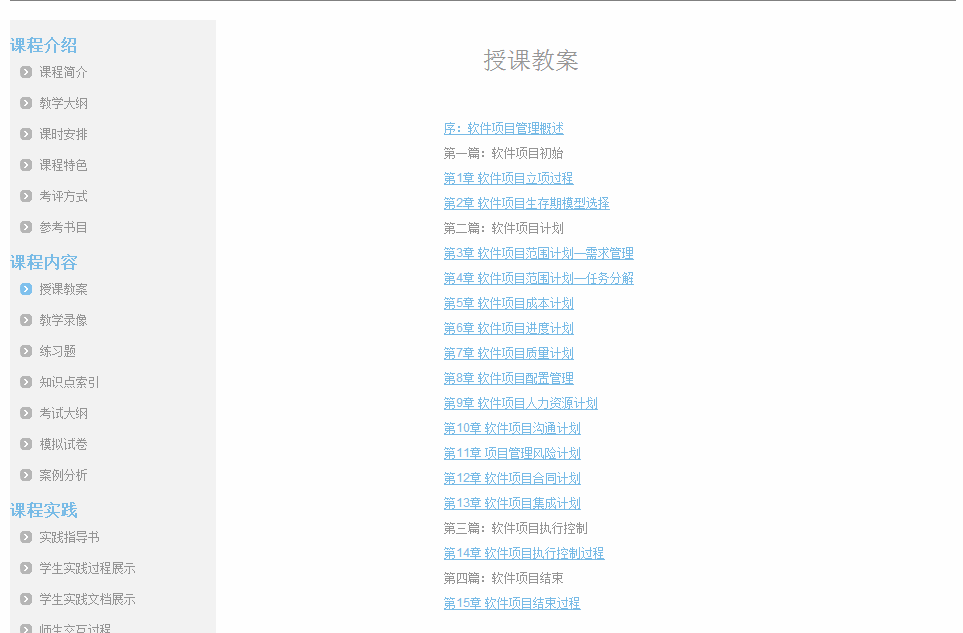 课程介绍
课程简介
教学大纲
课时安排
课程特色
考评方式
参考书目
课程内容
授课教案
教学录像
练习题
知识点索引
考试大纲
模拟试卷
案例分析
课程实践
实践指导书
学生实践过程展示
学生实践文档展示
师生交互过程
授课教案
序：软件项目管理概述
第一篇：软件项目初始
第1章 软件项目立项过程
第2章 软件项目生存期模型选择
第二篇：软件项目计划
第3章 软件项目范围计划—需求管理
第4章 软件项目范围计划—任务分解
第5章 软件项目成本计划
第6章 软件项目进度计划
第7章 软件项目质量计划
第8章 软件项目配置管理
第9章 软件项目人力资源计划
第10章 软件项目沟通计划
第11章 项目管理风险计划
第12章 软件项目合同计划
第13章 软件项目集成计划
第三篇：软件项目执行控制
第14章 软件项目执行控制过程
第四篇：软件项目结束
第15章 软件项目结束过程